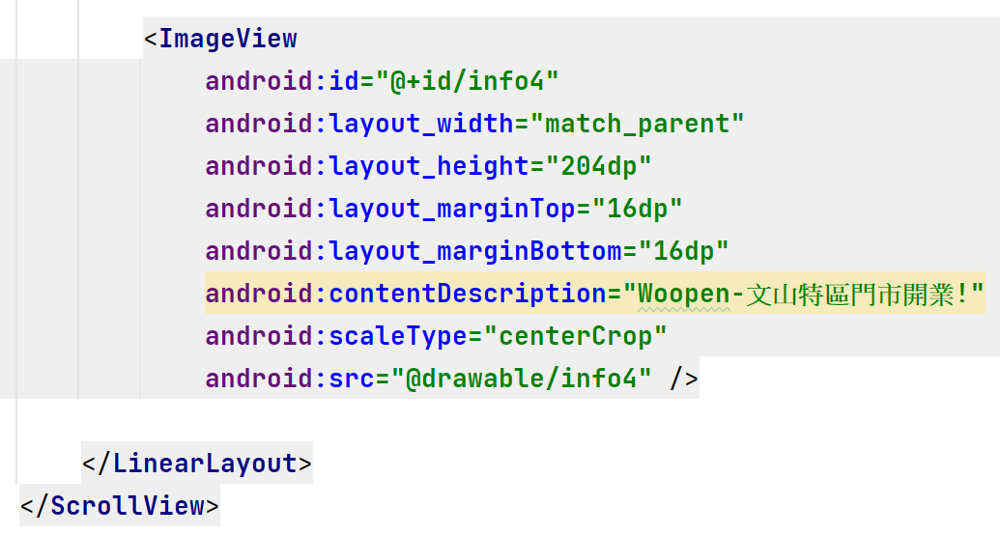 <ImageView
android:id="@+id/info4"
android:layout_width="match_parent"
android:layout_height="204dp"
android:layout_marginTop="16dp"
android:layout_marginBottom="16dp"
android:contentDescription="Woopen-文山特區門市開業!"
android:scaleType="centerCrop"
android:src="@drawable/info4" />
</LinearLayout>
</ScrollView>